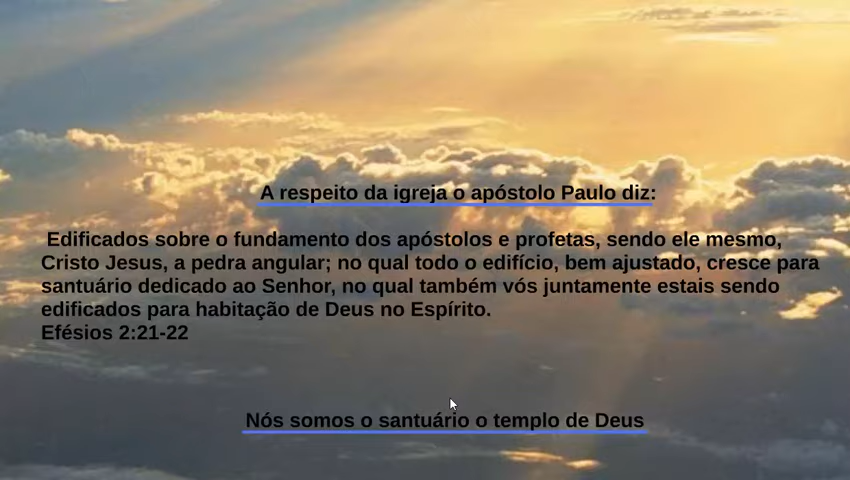 A respeito da igreja o apóstolo Paulo diz:
Edificados sobre o fundamento dos apóstolos e profetas, sendo ele mesmo,
Cristo Jesus, a pedra angular; no qual todo o edifício, bem ajustado, cresce para
santuário dedicado ao Senhor, no qual também vós juntamente estais sendo
edificados para habitação de Deus no Espírito.
Efésios 2:21-22
Nós somos o santuário o templo de Deus